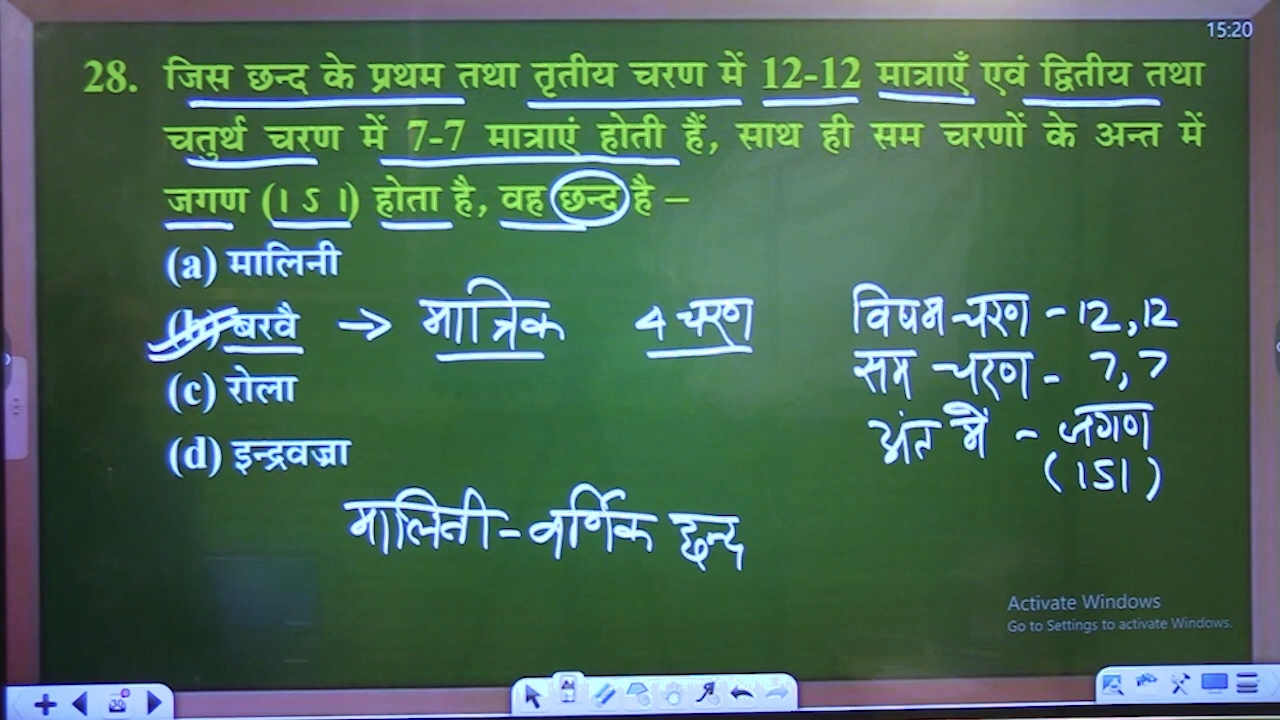 15:20
28. जिस छन्द के प्रथम तथा तृतीय चरण में 12-12 मात्राएँ एवं द्वितीय तथा
चतुर्थ चरण में 7-7 मात्राएं होती हैं, साथ ही सम चरणों के अन्त में
जगण (। ऽ ।) होता है, वह छन्द है –
(a) मालिनी
(b) बरवै → मात्रिक 4 चरण
(c) रोला
(d) इन्द्रवज्रा
विषम चरण - 12, 12
सम चरण - 7, 7
अंत में - जगण
(।ऽ।)
मालिनी - वर्णिक छन्द
Activate Windows
Go to Settings to activate Windows.